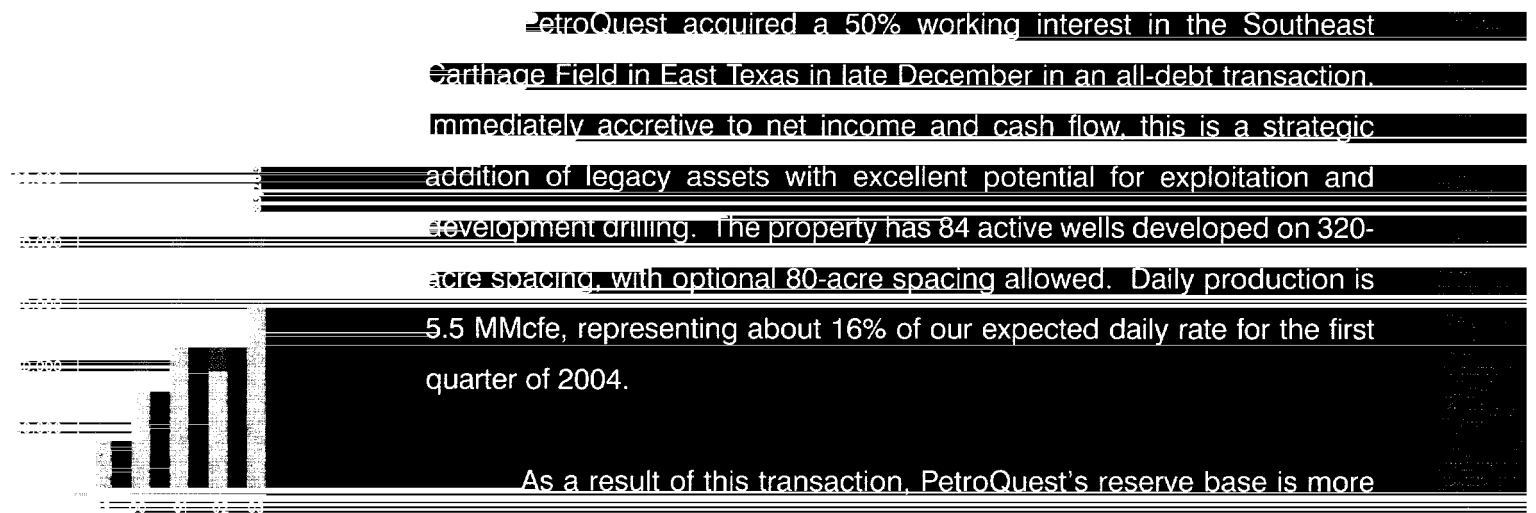 PetroQuest acquired a 50% working interest in the Southeast
Carthage Field in East Texas in late December in an all-debt transaction.
Immediately accretive to net income and cash flow, this is a strategic
addition of legacy assets with excellent potential for exploitation and
development drilling. The property has 84 active wells developed on 320-
acre spacing, with optional 80-acre spacing allowed. Daily production is
5.5 MMcfe, representing about 16% of our expected daily rate for the first
quarter of 2004.
As a result of this transaction, PetroQuest's reserve base is more